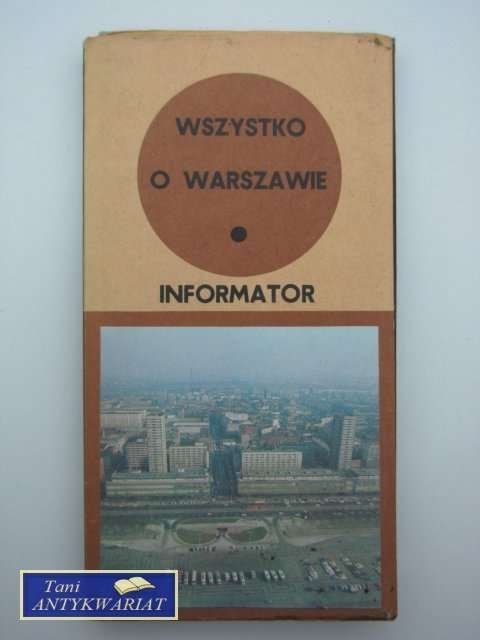 WSZYSTKO
O WARSZAWIE
INFORMATOR
Tani
ANTYKWARIAT